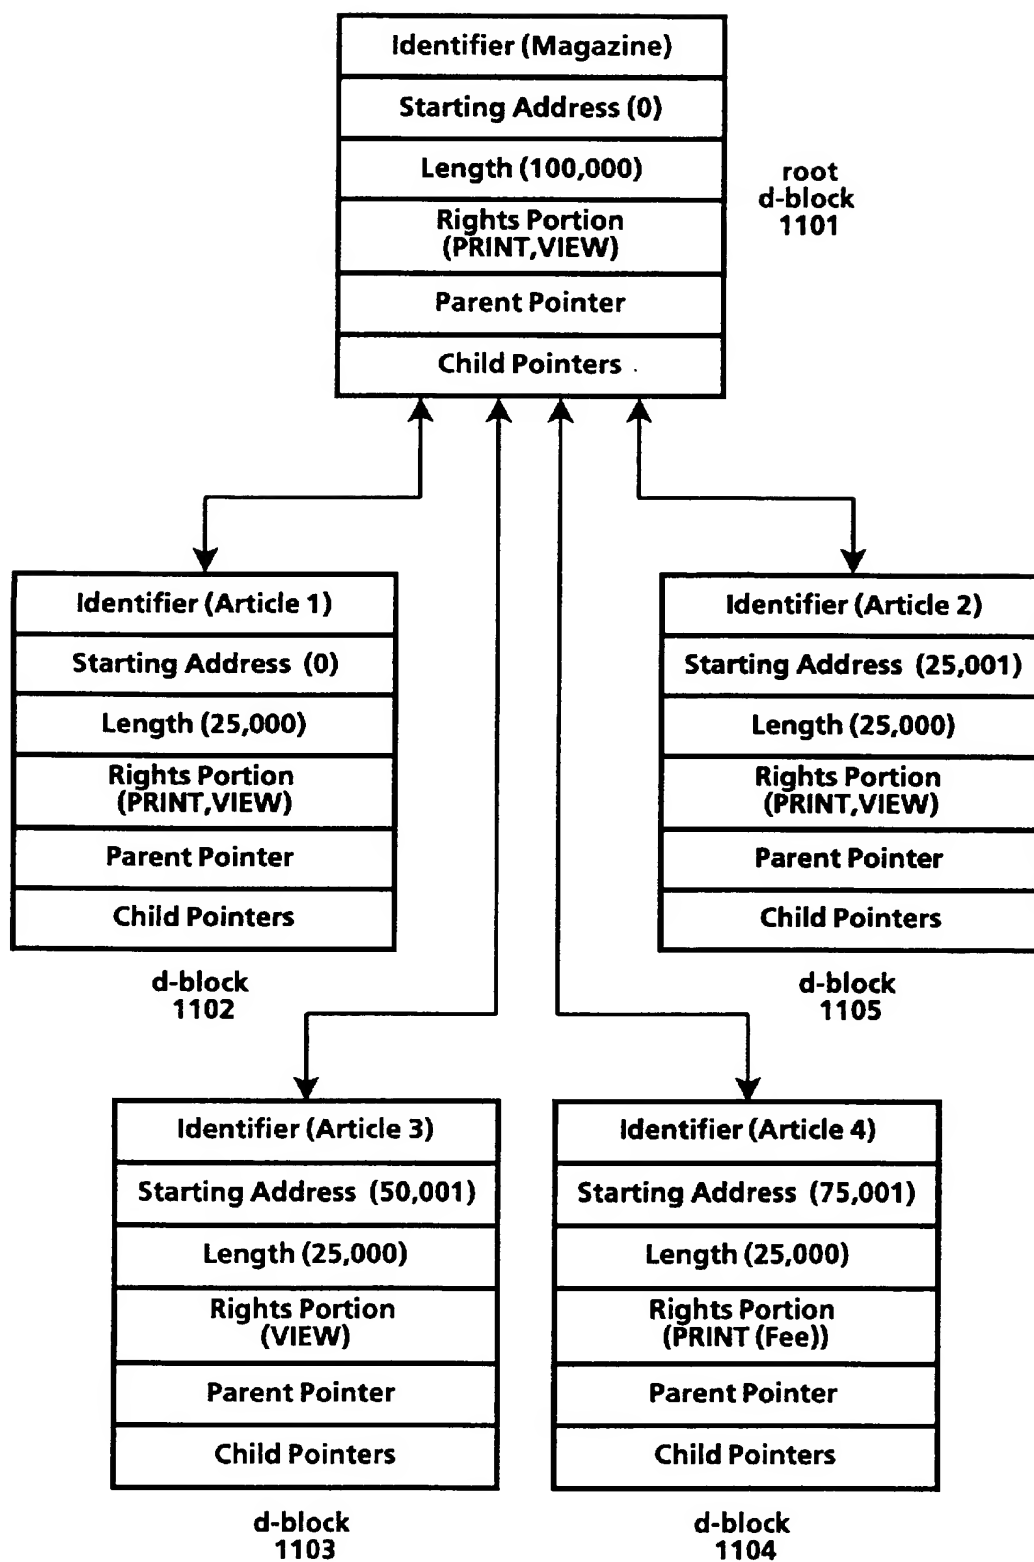 Identifier (Magazine)
Starting Address (0)
Length (100,000)
Rights Portion
(PRINT,VIEW)
Parent Pointer
Child Pointers
root
d-block
1101
Identifier (Article 1)
Starting Address (0)
Length (25,000)
Rights Portion
(PRINT,VIEW)
Parent Pointer
Child Pointers
d-block
1102
Identifier (Article 2)
Starting Address (25,001)
Length (25,000)
Rights Portion
(PRINT,VIEW)
Parent Pointer
Child Pointers
d-block
1105
Identifier (Article 3)
Starting Address (50,001)
Length (25,000)
Rights Portion
(VIEW)
Parent Pointer
Child Pointers
d-block
1103
Identifier (Article 4)
Starting Address (75,001)
Length (25,000)
Rights Portion
(PRINT (Fee))
Parent Pointer
Child Pointers
d-block
1104